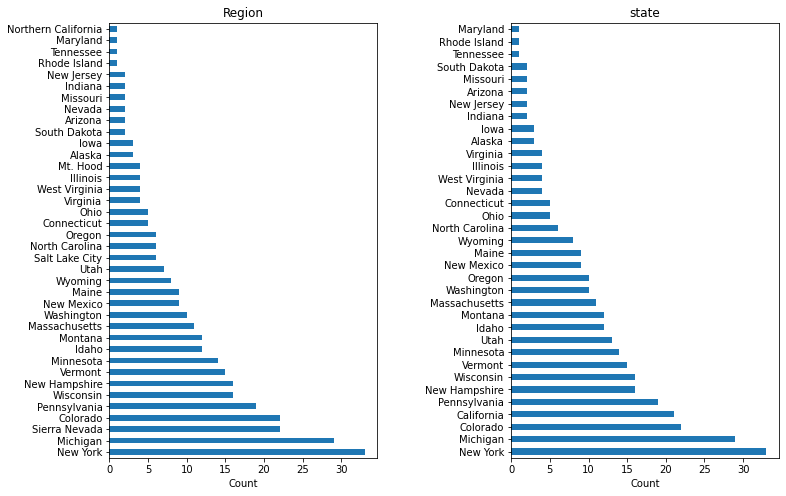 Region
Northern California
Maryland
Tennessee
Rhode Island
New Jersey
Indiana
Missouri
Nevada
Arizona
South Dakota
Iowa
Alaska
Mt. Hood
Illinois
West Virginia
Virginia
Ohio
Connecticut
Oregon
North Carolina
Salt Lake City
Utah
Wyoming
Maine
New Mexico
Washington
Massachusetts
Montana
Idaho
Minnesota
Vermont
New Hampshire
Wisconsin
Pennsylvania
Colorado
Sierra Nevada
Michigan
New York
0 5 10 15 20 25 30
Count
state
Maryland
Rhode Island
Tennessee
South Dakota
Missouri
Arizona
New Jersey
Indiana
Iowa
Alaska
Virginia
Illinois
West Virginia
Nevada
Connecticut
Ohio
North Carolina
Wyoming
Maine
New Mexico
Oregon
Washington
Massachusetts
Montana
Idaho
Utah
Minnesota
Vermont
Wisconsin
New Hampshire
Pennsylvania
California
Colorado
Michigan
New York
0 5 10 15 20 25 30
Count